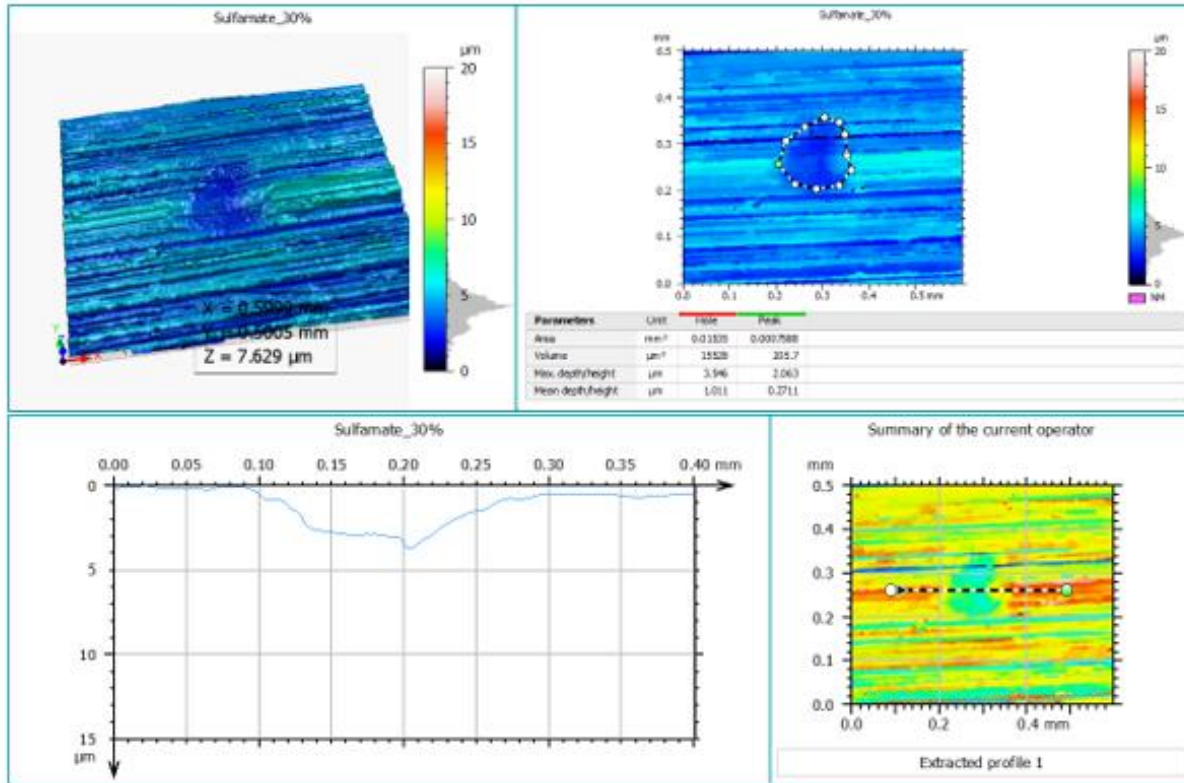 Sulfamate_30%
µm
20
15
10
5
0
X = 0.5999 mm
Y = 0.5005 mm
Z = 7.629 µm
Sulfamate_30%
mm
0.5
0.4
0.3
0.2
0.1
0.0
0.0 0.1 0.2 0.3 0.4 0.5 mm
µm
20
15
10
5
0
NM
Parameters Unit Hole Peak
Area mm² 0.01535 0.0007588
Volume µm³ 15528 205.7
Max. depth/height µm 3.946 2.063
Mean depth/height µm 1.011 0.2711
Sulfamate_30%
0.00 0.05 0.10 0.15 0.20 0.25 0.30 0.35 0.40 mm
0
5
10
15
µm
Summary of the current operator
mm
0.5
0.4
0.3
0.2
0.1
0.0
0.0 0.2 0.4 mm
Extracted profile 1